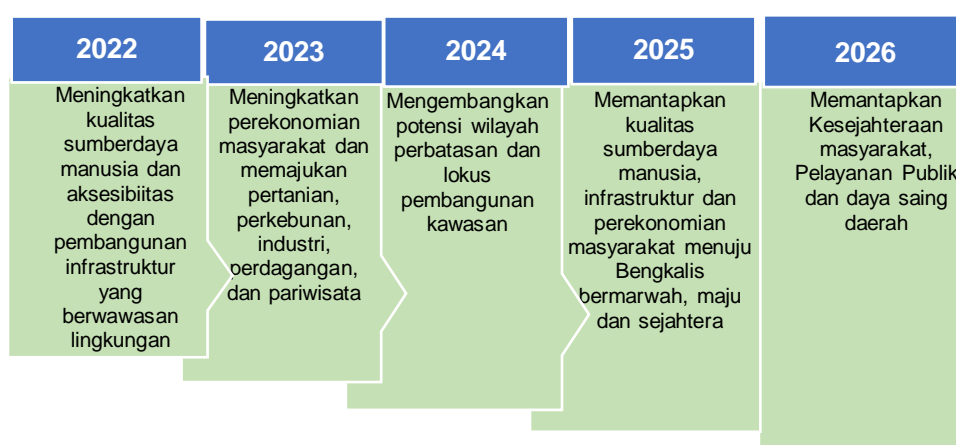 2022
Meningkatkan
kualitas
sumberdaya
manusia dan
aksesibiitas
dengan
pembangunan
infrastruktur
yang
berwawasan
lingkungan
2023
Meningkatkan
perekonomian
masyarakat dan
memajukan
pertanian,
perkebunan,
industri,
perdagangan,
dan pariwisata
2024
Mengembangkan
potensi wilayah
perbatasan dan
lokus
pembangunan
kawasan
2025
Memantapkan
kualitas
sumberdaya
manusia,
infrastruktur dan
perekonomian
masyarakat menuju
Bengkalis
bermarwah, maju
dan sejahtera
2026
Memantapkan
Kesejahteraan
masyarakat,
Pelayanan Publik
dan daya saing
daerah